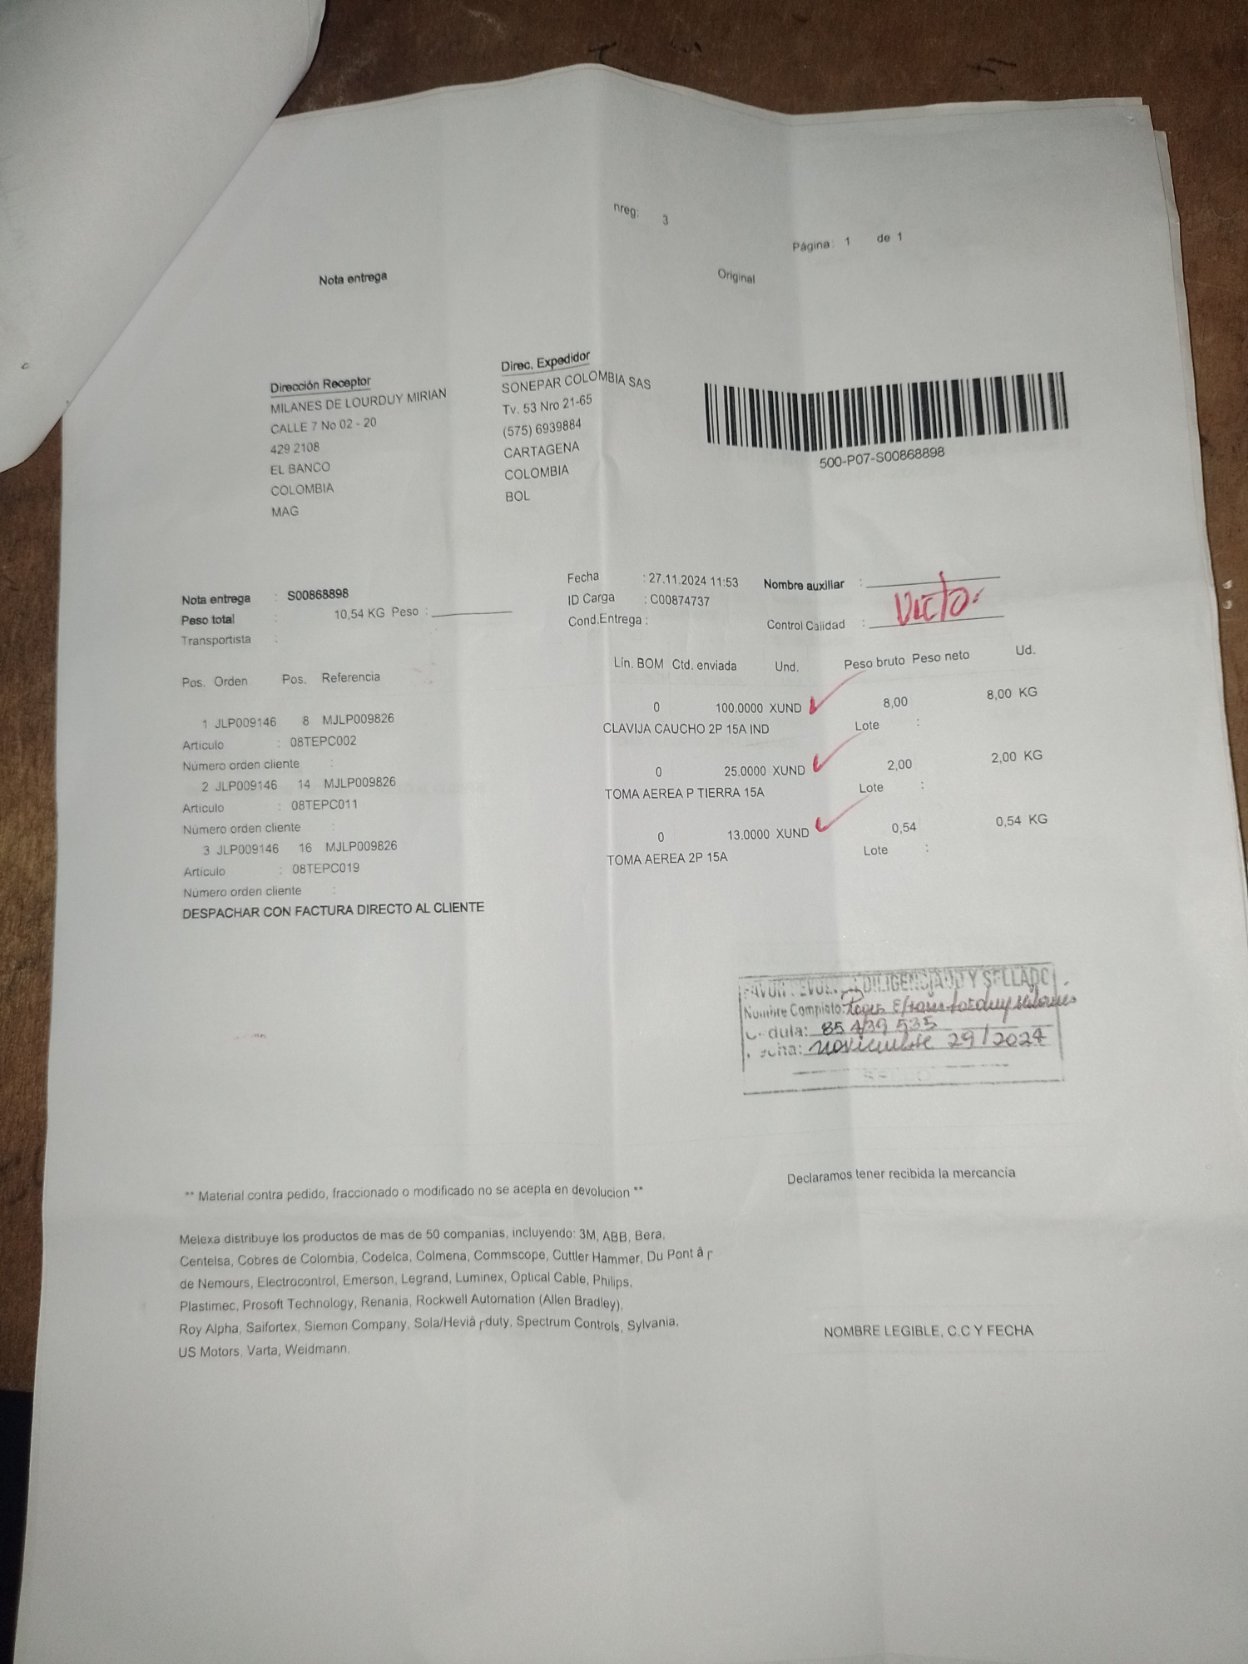 nreg: 3
Página: 1 de 1
Nota entrega
Original
Dirección Receptor
MILANES DE LOURDUY MIRIAN
CALLE 7 No 02 - 20
429 2108
EL BANCO
COLOMBIA
MAG
Direc. Expedidor
SONEPAR COLOMBIA SAS
Tv. 53 Nro 21-65
(575) 6939884
CARTAGENA
COLOMBIA
BOL
500-P07-S00868898
Nota entrega : S00868898
Peso total : 10,54 KG Peso :
Transportista :
Fecha : 27.11.2024 11:53
ID Carga : C00874737
Cond.Entrega :
Nombre auxiliar :
Control Calidad :
Pos. Orden Pos. Referencia Lín. BOM Ctd. enviada Und. Peso bruto Peso neto Ud.
1 JLP009146 8 MJLP009826 0 100.0000 XUND 8,00 8,00 KG
Articulo : 08TEPC002 CLAVIJA CAUCHO 2P 15A IND Lote :
Número orden cliente :
2 JLP009146 14 MJLP009826 0 25.0000 XUND 2,00 2,00 KG
Articulo : 08TEPC011 TOMA AEREA P TIERRA 15A Lote :
Número orden cliente :
3 JLP009146 16 MJLP009826 0 13.0000 XUND 0,54 0,54 KG
Articulo : 08TEPC019 TOMA AEREA 2P 15A Lote :
Número orden cliente :
DESPACHAR CON FACTURA DIRECTO AL CLIENTE
DILIGENCIADO Y SELLADO
Nombre Completo:
dula: 85 439 535
noviembre 29/2024
Declaramos tener recibida la mercancía
** Material contra pedido, fraccionado o modificado no se acepta en devolucion **
Melexa distribuye los productos de mas de 50 companias, incluyendo: 3M, ABB, Bera,
Centelsa, Cobres de Colombia, Codelca, Colmena, Commscope, Cuttler Hammer, Du Pont â ┌
de Nemours, Electrocontrol, Emerson, Legrand, Luminex, Optical Cable, Philips,
Plastimec, Prosoft Technology, Renania, Rockwell Automation (Allen Bradley),
Roy Alpha, Saifortex, Siemon Company, Sola/Heviâ ┌duty, Spectrum Controls, Sylvania,
US Motors, Varta, Weidmann.
NOMBRE LEGIBLE, C.C Y FECHA